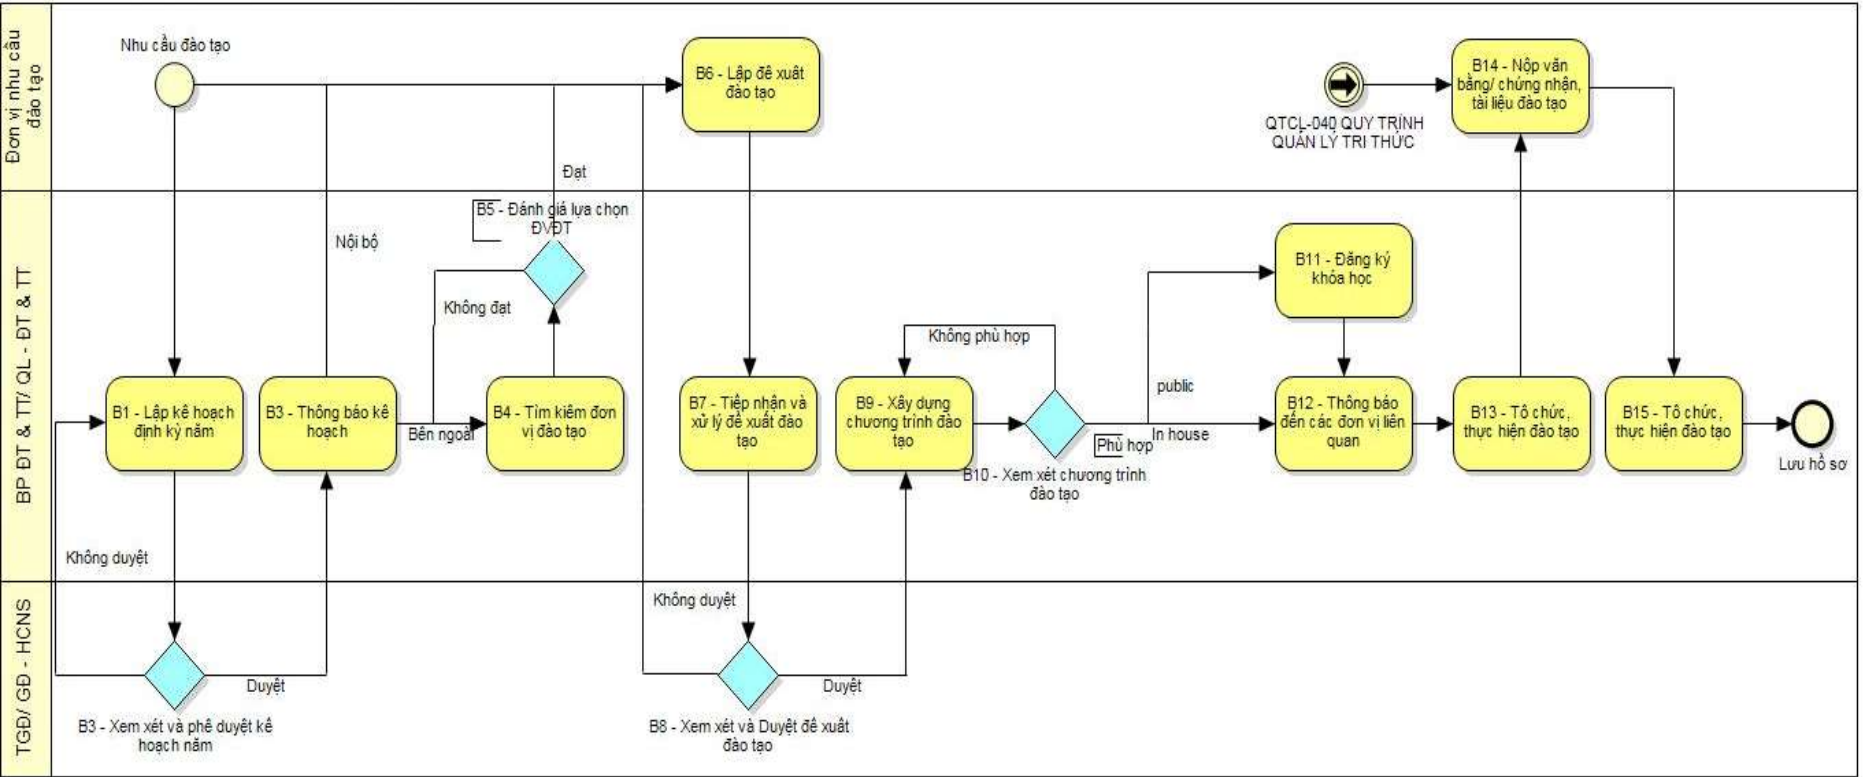 Đơn vị nhu cầu
đào tạo
Nhu cầu đào tạo
B6 - Lập đề xuất
đào tạo
QTCL-040 QUY TRÌNH
QUẢN LÝ TRI THỨC
B14 - Nộp văn
bằng/ chứng nhận,
tài liệu đào tạo
Đạt
BP ĐT & TT/ QL - ĐT & TT
B5 - Đánh giá lựa chọn
ĐVĐT
Nội bộ
Không đạt
B11 - Đăng ký
khóa học
Không phù hợp
public
B1 - Lập kế hoạch
định kỳ năm
B3 - Thông báo kế
hoạch
Bên ngoài
B4 - Tìm kiếm đơn
vị đào tạo
B7 - Tiếp nhận và
xử lý đề xuất đào
tạo
B9 - Xây dựng
chương trình đào
tạo
Phù hợp
In house
B10 - Xem xét chương trình
đào tạo
B12 - Thông báo
đến các đơn vị liên
quan
B13 - Tổ chức,
thực hiện đào tạo
B15 - Tổ chức,
thực hiện đào tạo
Lưu hồ sơ
Không duyệt
TGĐ/ GĐ - HCNS
Không duyệt
Duyệt
Duyệt
B3 - Xem xét và phê duyệt kế
hoạch năm
B8 - Xem xét và Duyệt đề xuất
đào tạo